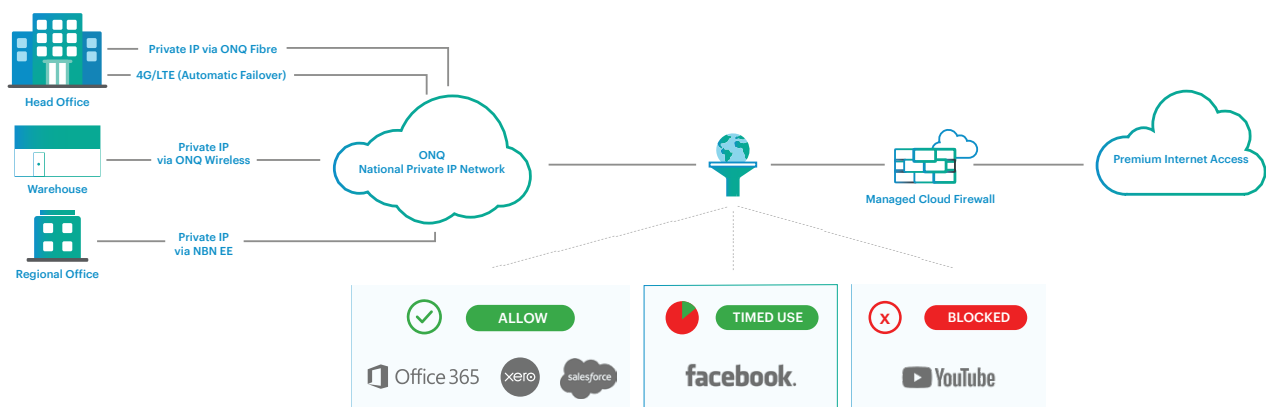 Private IP via ONQ Fibre
4G/LTE (Automatic Failover)
Head Office
Private IP
via ONQ Wireless
Warehouse
Private IP
via NBN EE
Regional Office
ONQ
National Private IP Network
Managed Cloud Firewall
Premium Internet Access
ALLOW
Office 365
xero
salesforce
TIMED USE
facebook.
X
BLOCKED
YouTube